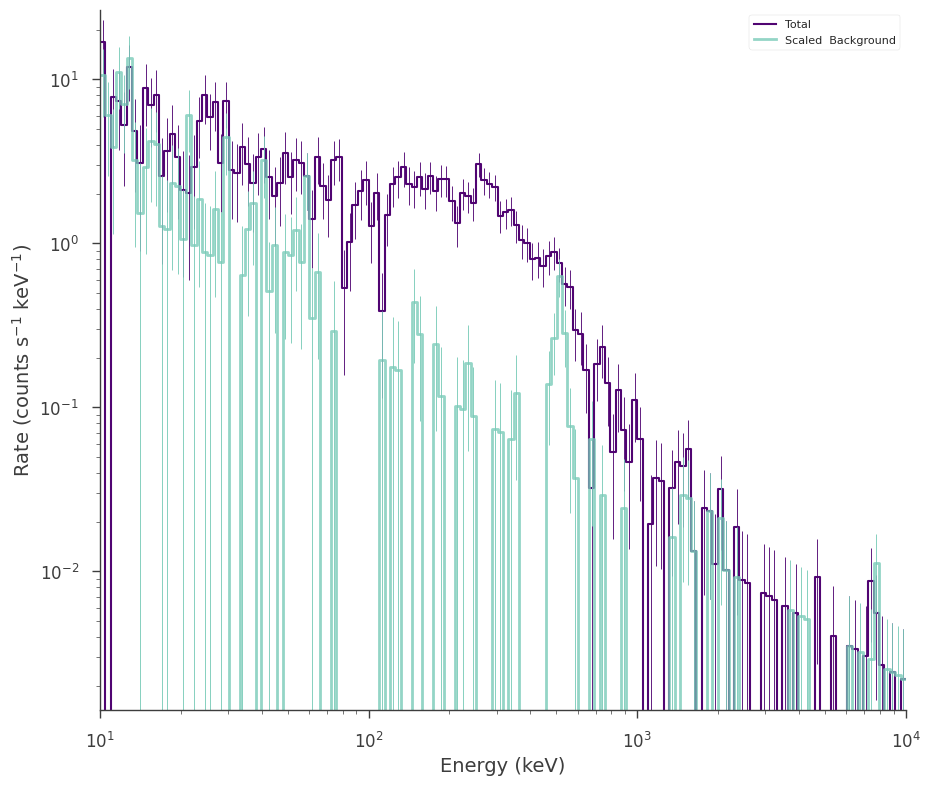 Total
Scaled  Background
10¹
10⁰
10⁻¹
10⁻²
Rate (counts s⁻¹ keV⁻¹)
10¹ 10² 10³ 10⁴
Energy (keV)